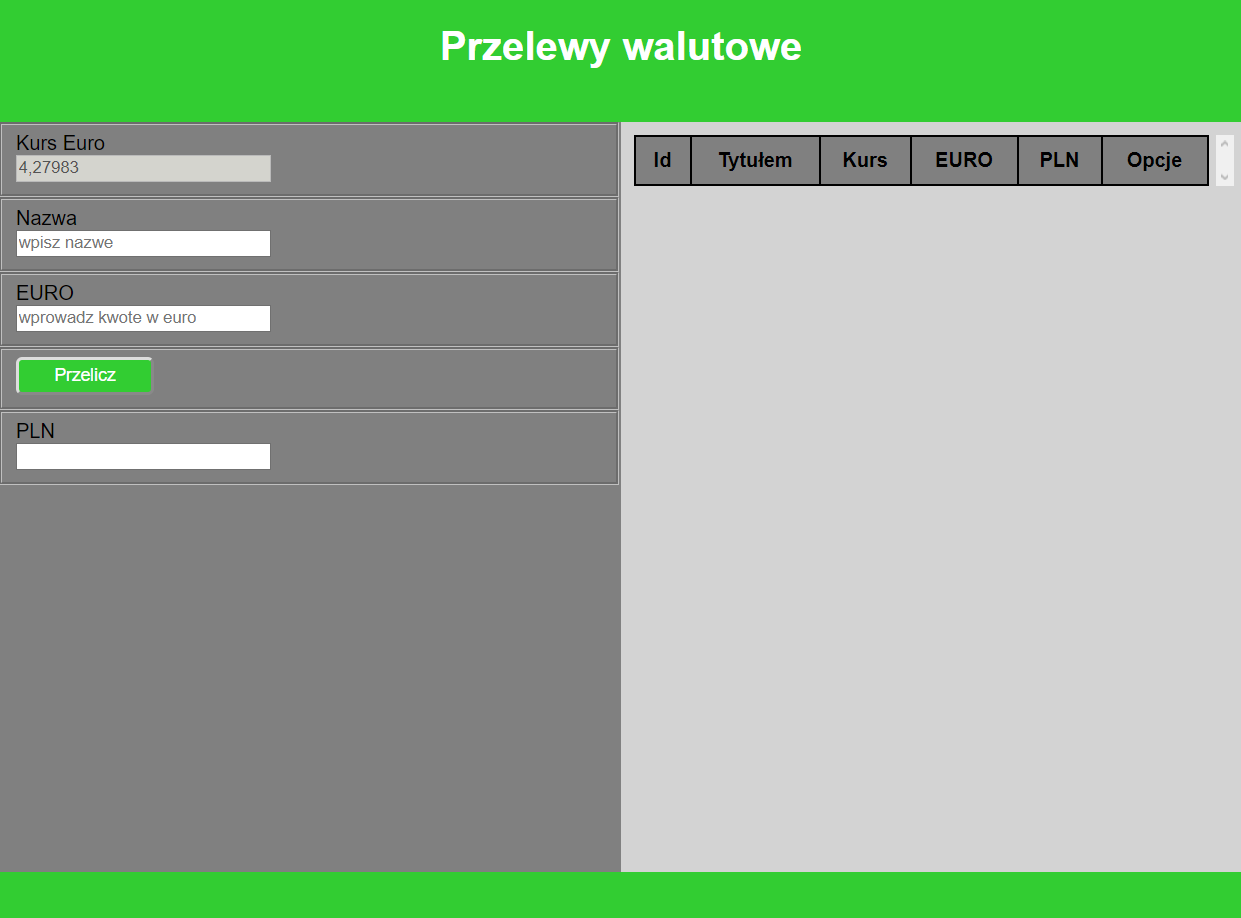 Przelewy walutowe
Kurs Euro
4,27983
Nazwa
wpisz nazwe
EURO
wprowadz kwote w euro
Przelicz
PLN
Id Tytułem Kurs EURO PLN Opcje